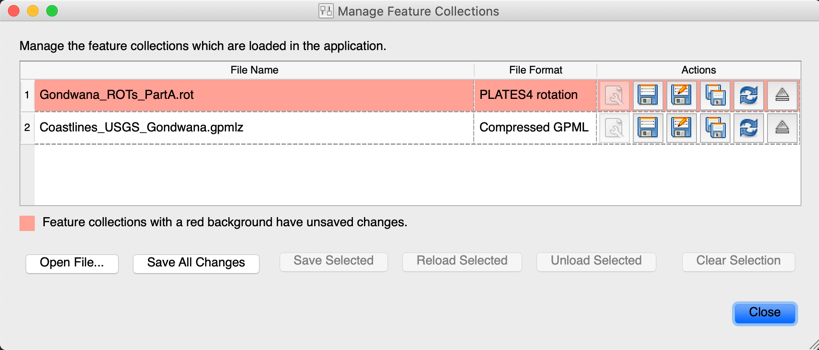 Manage Feature Collections
Manage the feature collections which are loaded in the application.
File Name File Format Actions
1 Gondwana_ROTs_PartA.rot PLATES4 rotation
2 Coastlines_USGS_Gondwana.gpmlz Compressed GPML
Feature collections with a red background have unsaved changes.
Open File... Save All Changes Save Selected Reload Selected Unload Selected Clear Selection
Close